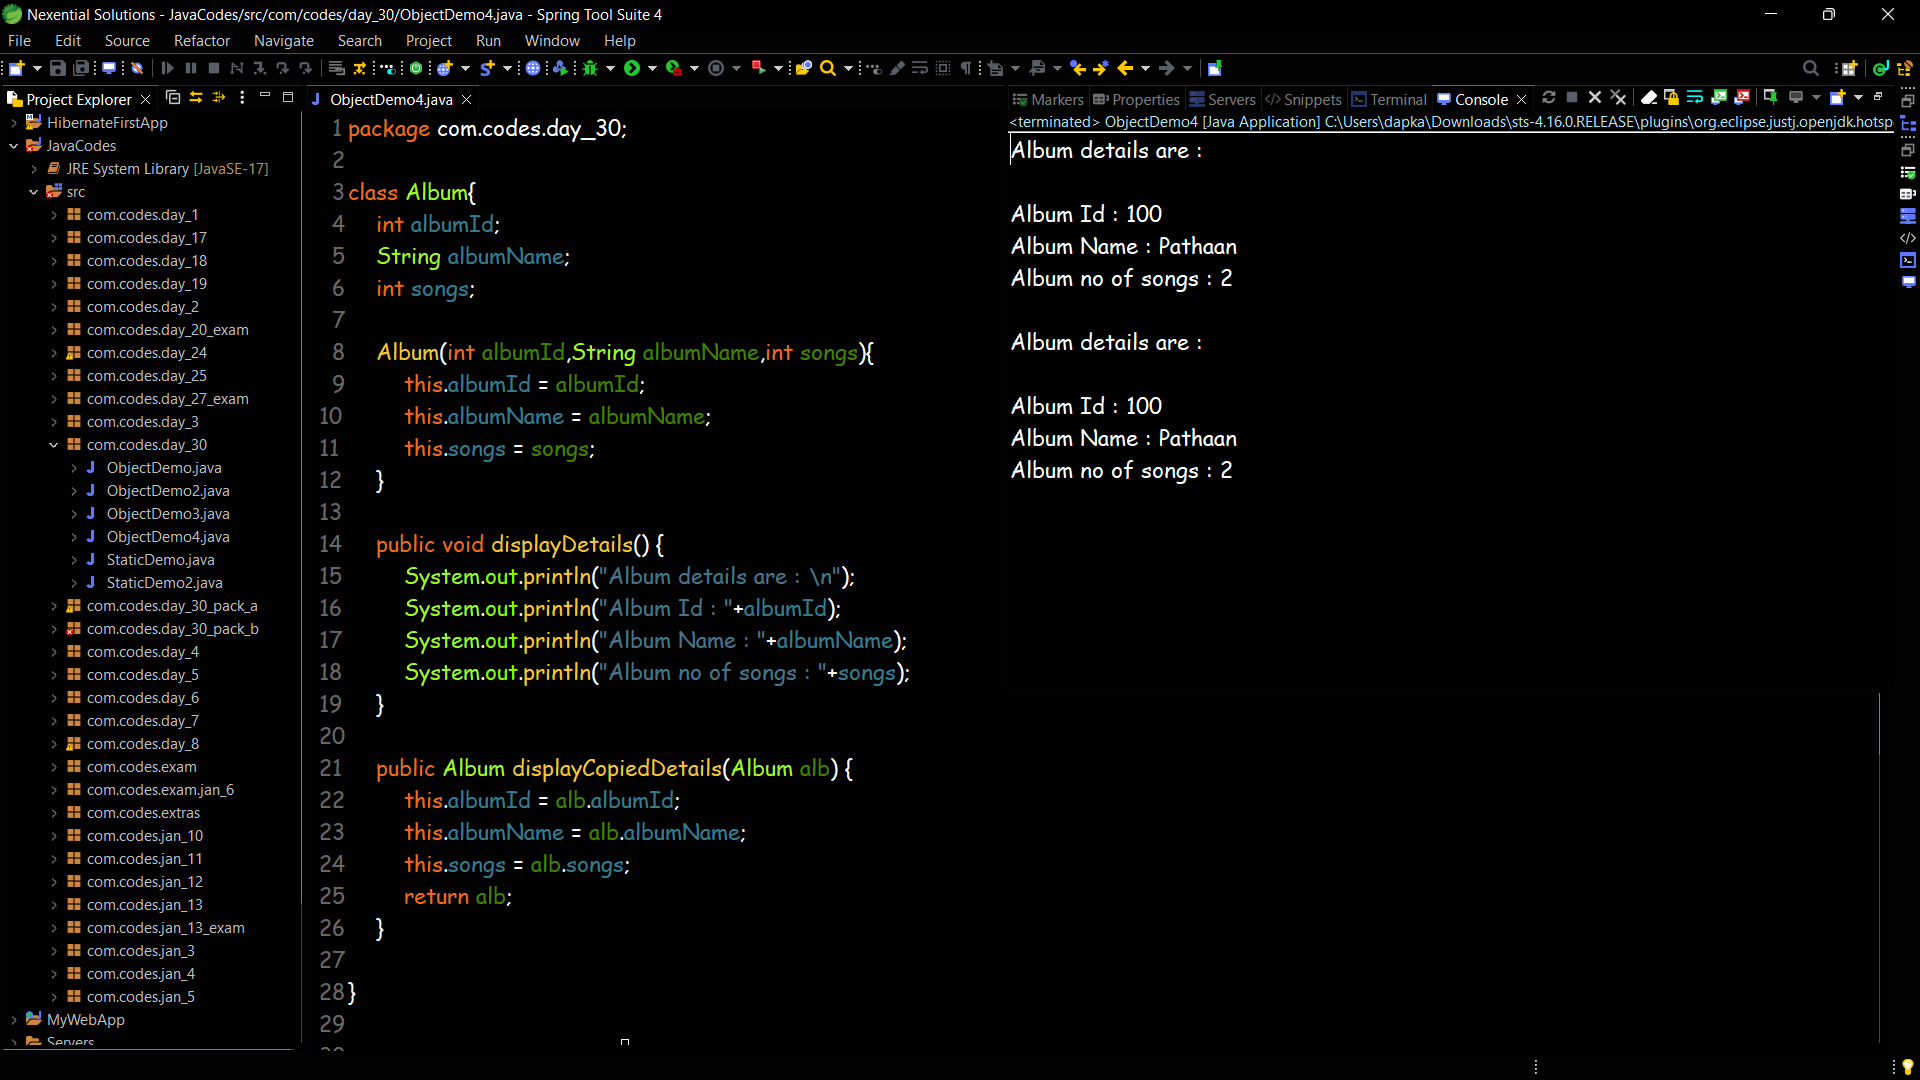 Nexential Solutions - JavaCodes/src/com/codes/day_30/ObjectDemo4.java - Spring Tool Suite 4
File Edit Source Refactor Navigate Search Project Run Window Help
Project Explorer
HibernateFirstApp
JavaCodes
JRE System Library [JavaSE-17]
src
com.codes.day_1
com.codes.day_17
com.codes.day_18
com.codes.day_19
com.codes.day_2
com.codes.day_20_exam
com.codes.day_24
com.codes.day_25
com.codes.day_27_exam
com.codes.day_3
com.codes.day_30
ObjectDemo.java
ObjectDemo2.java
ObjectDemo3.java
ObjectDemo4.java
StaticDemo.java
StaticDemo2.java
com.codes.day_30_pack_a
com.codes.day_30_pack_b
com.codes.day_4
com.codes.day_5
com.codes.day_6
com.codes.day_7
com.codes.day_8
com.codes.exam
com.codes.exam.jan_6
com.codes.extras
com.codes.jan_10
com.codes.jan_11
com.codes.jan_12
com.codes.jan_13
com.codes.jan_13_exam
com.codes.jan_3
com.codes.jan_4
com.codes.jan_5
MyWebApp
Servers
ObjectDemo4.java
1 package com.codes.day_30;
2
3 class Album{
4 int albumId;
5 String albumName;
6 int songs;
7
8 Album(int albumId,String albumName,int songs){
9 this.albumId = albumId;
10 this.albumName = albumName;
11 this.songs = songs;
12 }
13
14 public void displayDetails() {
15 System.out.println("Album details are : \n");
16 System.out.println("Album Id : "+albumId);
17 System.out.println("Album Name : "+albumName);
18 System.out.println("Album no of songs : "+songs);
19 }
20
21 public Album displayCopiedDetails(Album alb) {
22 this.albumId = alb.albumId;
23 this.albumName = alb.albumName;
24 this.songs = alb.songs;
25 return alb;
26 }
27
28 }
29
Markers Properties Servers Snippets Terminal Console
<terminated> ObjectDemo4 [Java Application] C:\Users\dapka\Downloads\sts-4.16.0.RELEASE\plugins\org.eclipse.justj.openjdk.hotsp
Album details are :
Album Id : 100
Album Name : Pathaan
Album no of songs : 2
Album details are :
Album Id : 100
Album Name : Pathaan
Album no of songs : 2